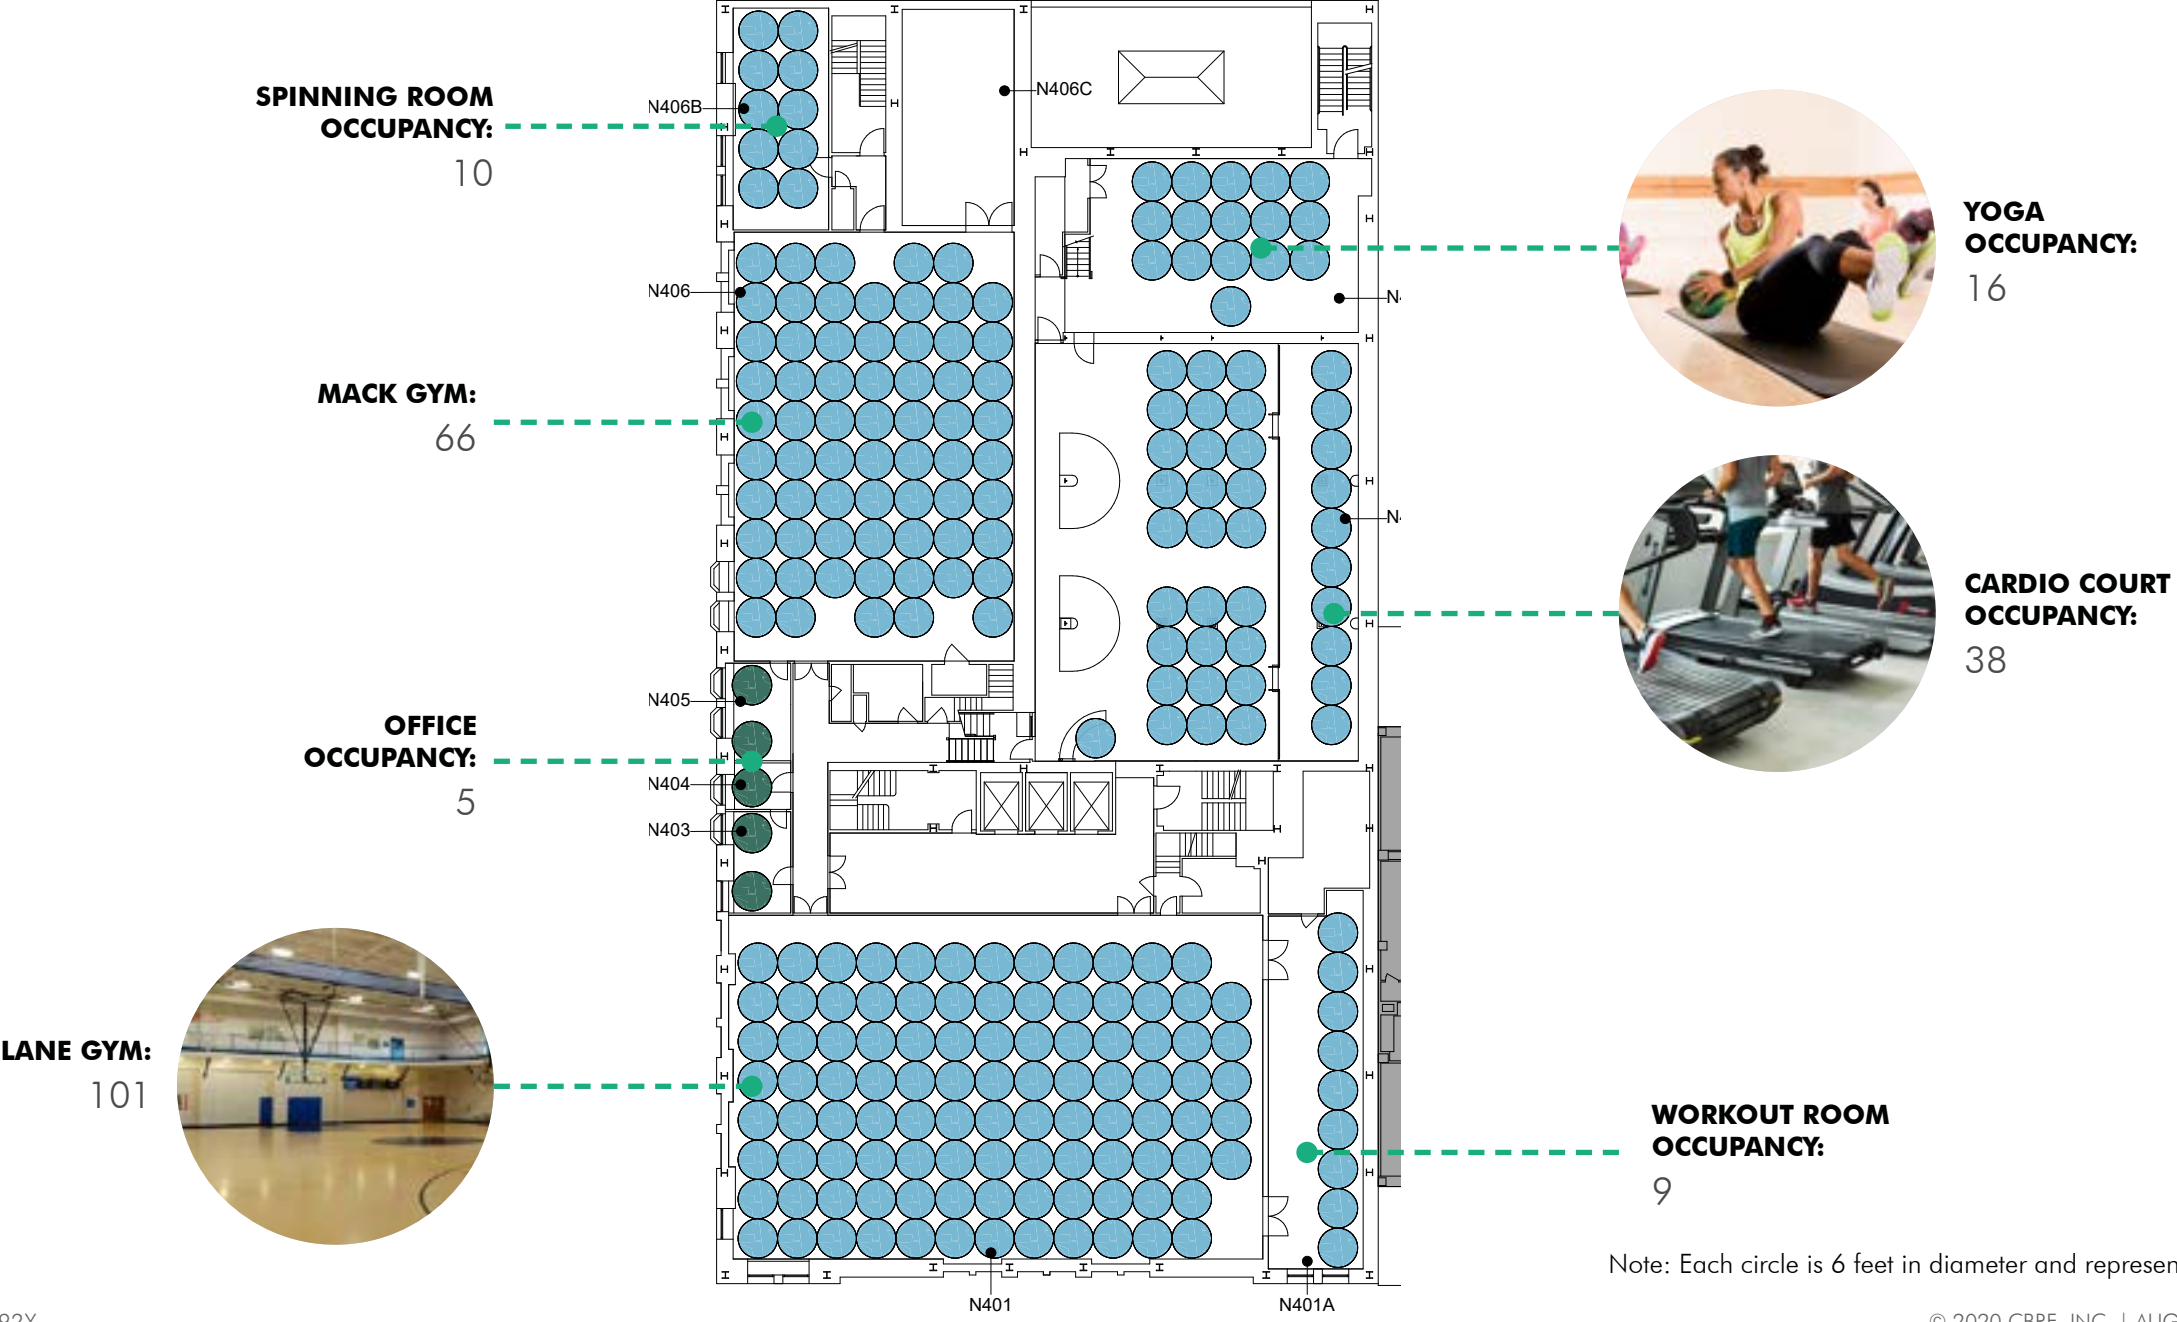 SPINNING ROOM
OCCUPANCY:
10
MACK GYM:
66
OFFICE
OCCUPANCY:
5
LANE GYM:
101
N406B
N406C
N406
N405
N404
N403
N401
N401A
YOGA
OCCUPANCY:
16
CARDIO COURT
OCCUPANCY:
38
WORKOUT ROOM
OCCUPANCY:
9
Note: Each circle is 6 feet in diameter and